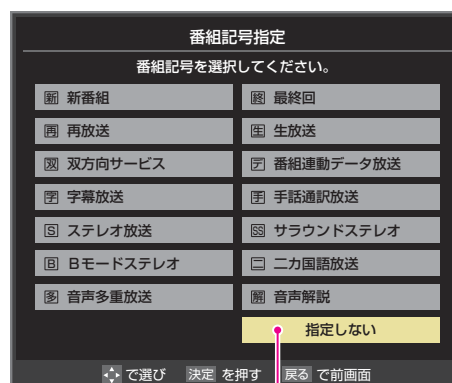 番組記号指定
番組記号を選択してください。
新 新番組
終 最終回
再 再放送
生 生放送
双 双方向サービス
デ 番組連動データ放送
字 字幕放送
手 手話通訳放送
S ステレオ放送
SS サラウンドステレオ
B Bモードステレオ
二 二カ国語放送
多 音声多重放送
解 音声解説
指定しない
で選び 決定 を押す 戻る で前画面